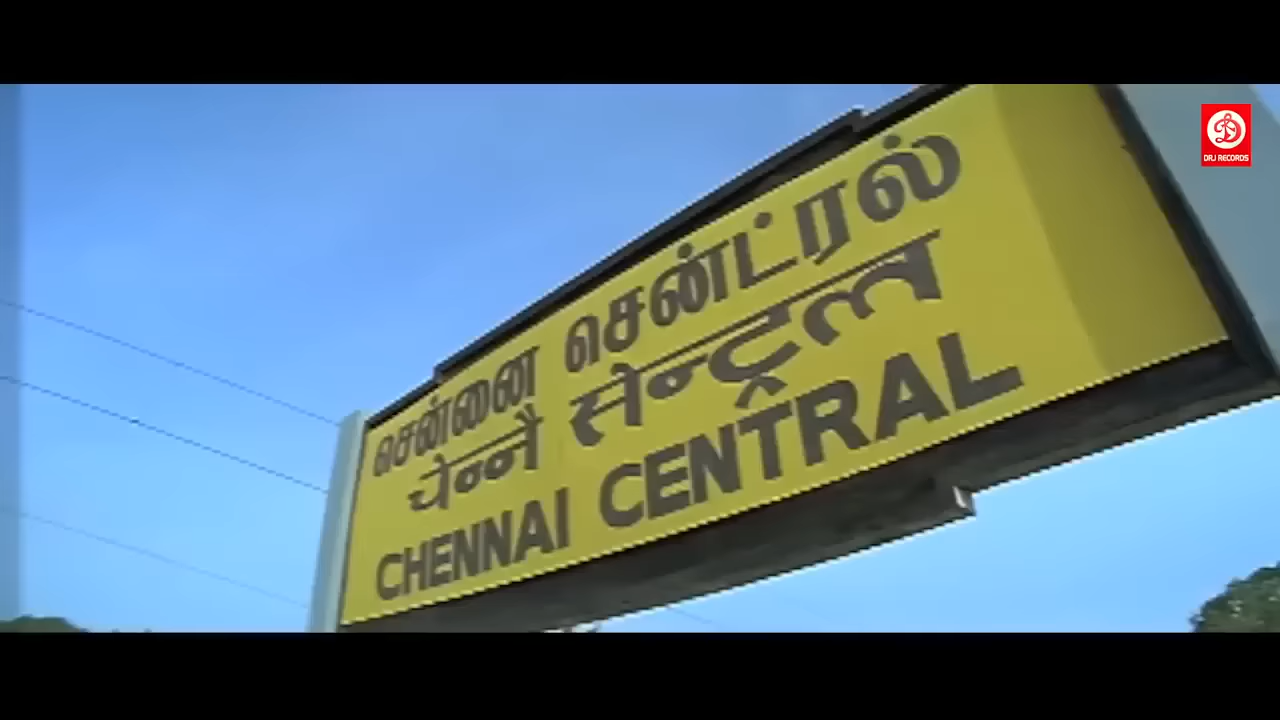 சென்னை சென்ட்ரல்
चेन्नै सेन्ट्रल
CHENNAI CENTRAL
DRJ RECORDS